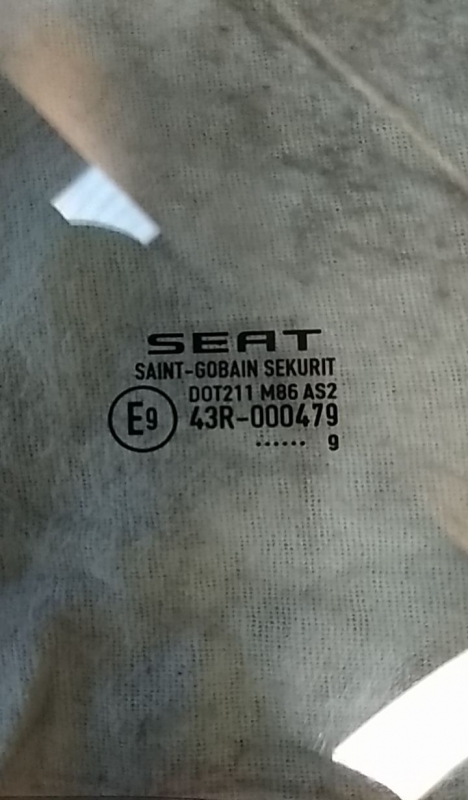 SEAT
SAINT-GOBAIN SEKURIT
DOT211 M86 AS2
E9 43R-000479
...... 9